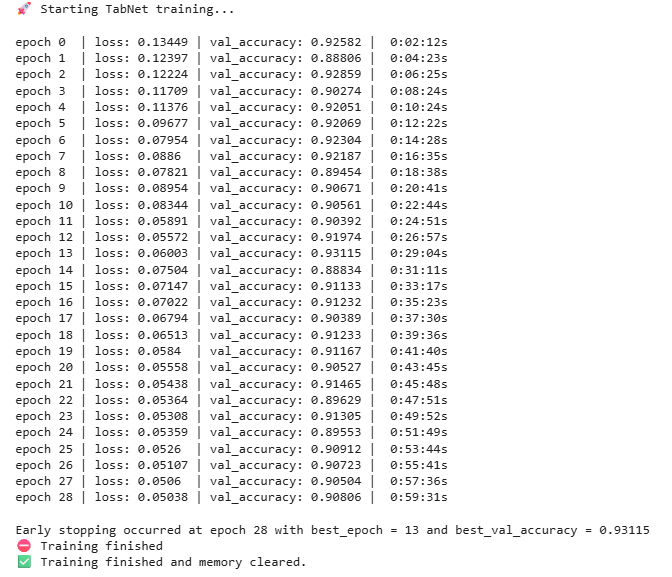 🚀 Starting TabNet training...
epoch 0  | loss: 0.13449 | val_accuracy: 0.92582 |  0:02:12s
epoch 1  | loss: 0.12397 | val_accuracy: 0.88806 |  0:04:23s
epoch 2  | loss: 0.12224 | val_accuracy: 0.92859 |  0:06:25s
epoch 3  | loss: 0.11709 | val_accuracy: 0.90274 |  0:08:24s
epoch 4  | loss: 0.11376 | val_accuracy: 0.92051 |  0:10:24s
epoch 5  | loss: 0.09677 | val_accuracy: 0.92069 |  0:12:22s
epoch 6  | loss: 0.07954 | val_accuracy: 0.92304 |  0:14:28s
epoch 7  | loss: 0.0886  | val_accuracy: 0.92187 |  0:16:35s
epoch 8  | loss: 0.07821 | val_accuracy: 0.89454 |  0:18:38s
epoch 9  | loss: 0.08954 | val_accuracy: 0.90671 |  0:20:41s
epoch 10 | loss: 0.08344 | val_accuracy: 0.90561 |  0:22:44s
epoch 11 | loss: 0.05891 | val_accuracy: 0.90392 |  0:24:51s
epoch 12 | loss: 0.05572 | val_accuracy: 0.91974 |  0:26:57s
epoch 13 | loss: 0.06003 | val_accuracy: 0.93115 |  0:29:04s
epoch 14 | loss: 0.07504 | val_accuracy: 0.88834 |  0:31:11s
epoch 15 | loss: 0.07147 | val_accuracy: 0.91133 |  0:33:17s
epoch 16 | loss: 0.07022 | val_accuracy: 0.91232 |  0:35:23s
epoch 17 | loss: 0.06794 | val_accuracy: 0.90389 |  0:37:30s
epoch 18 | loss: 0.06513 | val_accuracy: 0.91233 |  0:39:36s
epoch 19 | loss: 0.0584  | val_accuracy: 0.91167 |  0:41:40s
epoch 20 | loss: 0.05558 | val_accuracy: 0.90527 |  0:43:45s
epoch 21 | loss: 0.05438 | val_accuracy: 0.91465 |  0:45:48s
epoch 22 | loss: 0.05364 | val_accuracy: 0.89629 |  0:47:51s
epoch 23 | loss: 0.05308 | val_accuracy: 0.91305 |  0:49:52s
epoch 24 | loss: 0.05359 | val_accuracy: 0.89553 |  0:51:49s
epoch 25 | loss: 0.0526  | val_accuracy: 0.90912 |  0:53:44s
epoch 26 | loss: 0.05107 | val_accuracy: 0.90723 |  0:55:41s
epoch 27 | loss: 0.0506  | val_accuracy: 0.90504 |  0:57:36s
epoch 28 | loss: 0.05038 | val_accuracy: 0.90806 |  0:59:31s
Early stopping occurred at epoch 28 with best_epoch = 13 and best_val_accuracy = 0.93115
⛔ Training finished
✅ Training finished and memory cleared.